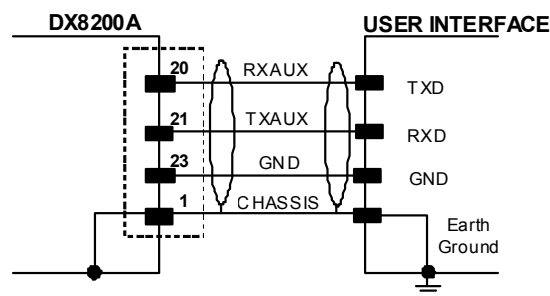 DX8200A USER INTERFACE
20 RXAUX TXD
21 TXAUX RXD
23 GND GND
1 CHASSIS
Earth
Ground